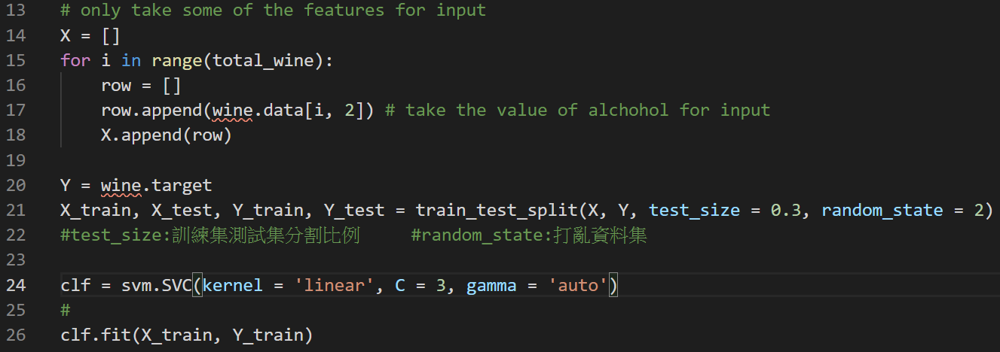 13 # only take some of the features for input
14 X = []
15 for i in range(total_wine):
16 row = []
17 row.append(wine.data[i, 2]) # take the value of alchohol for input
18 X.append(row)
19
20 Y = wine.target
21 X_train, X_test, Y_train, Y_test = train_test_split(X, Y, test_size = 0.3, random_state = 2)
22 #test_size:訓練集測試集分割比例 #random_state:打亂資料集
23
24 clf = svm.SVC(kernel = 'linear', C = 3, gamma = 'auto')
25 #
26 clf.fit(X_train, Y_train)